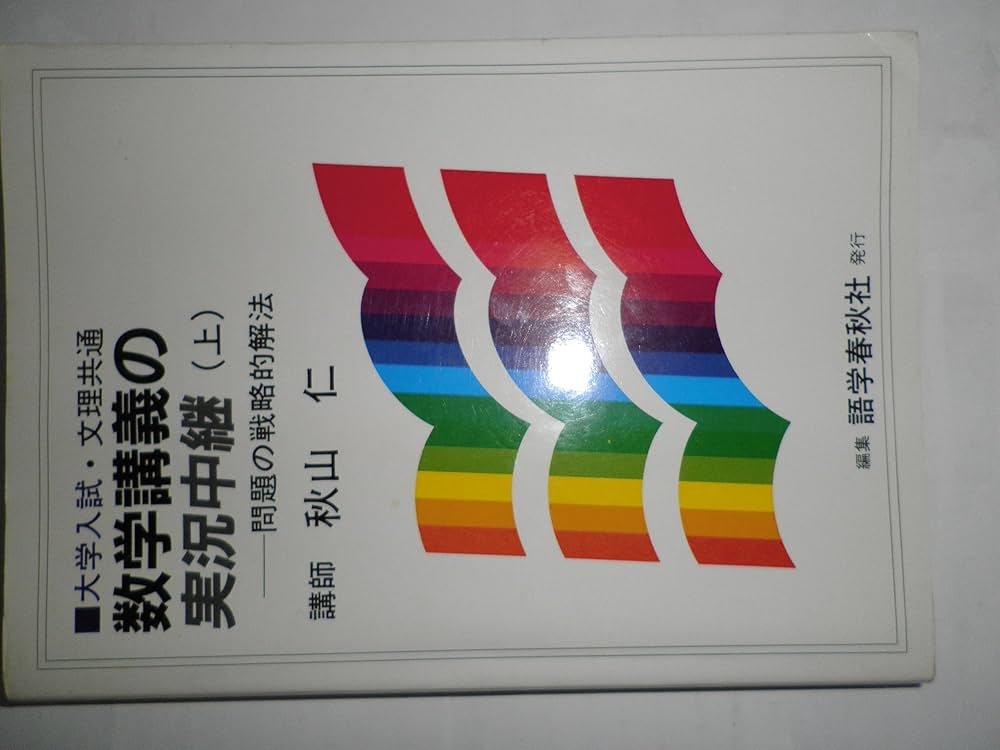 ■大学入試・文理共通
数学講義の
実況中継(上)
――問題の戦略的解法
講師 秋山 仁
編集 語学春秋社 発行